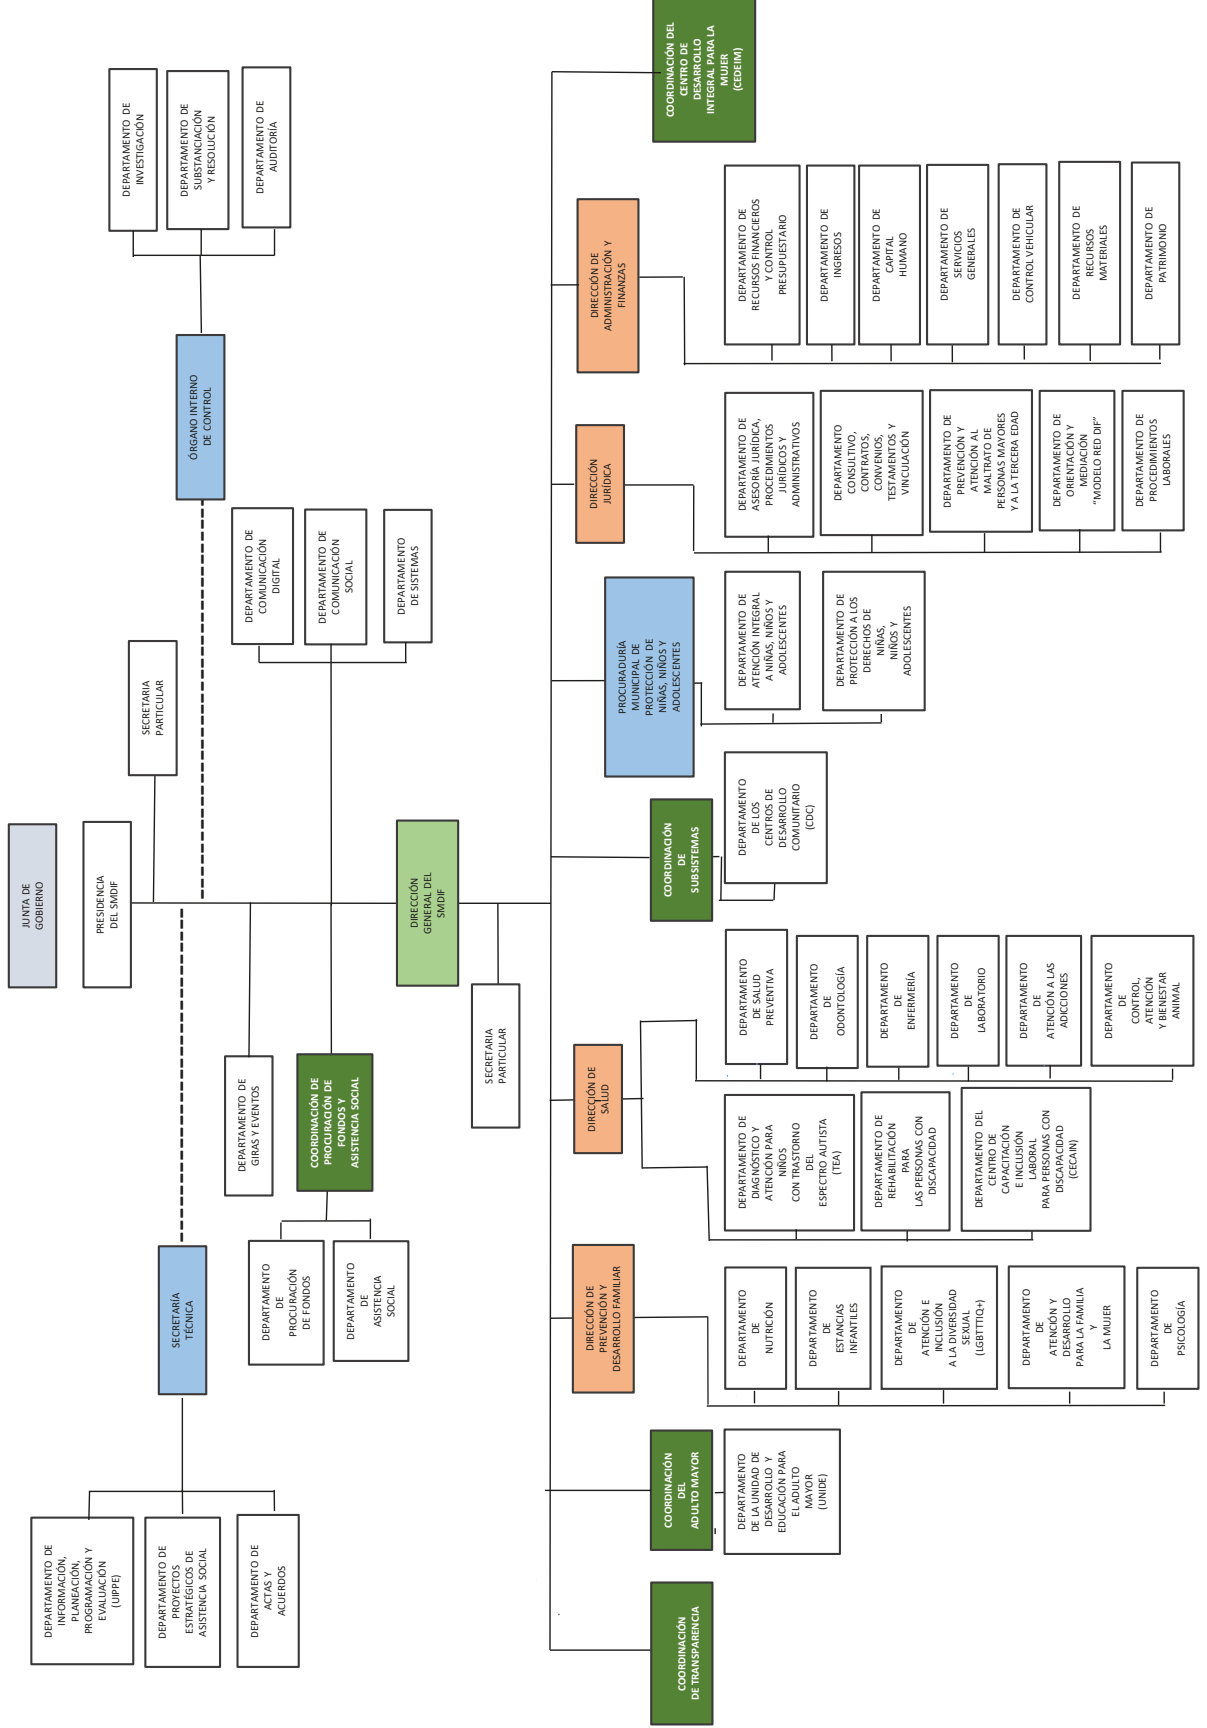 JUNTA DE
GOBIERNO
PRESIDENCIA
DEL SMDIF
SECRETARIA
PARTICULAR
SECRETARÍA
TÉCNICA
ÓRGANO INTERNO
DE CONTROL
DEPARTAMENTO DE
INFORMACIÓN,
PLANEACIÓN,
PROGRAMACIÓN Y
EVALUACIÓN
(UIPPE)
DEPARTAMENTO DE
PROYECTOS
ESTRATÉGICOS DE
ASISTENCIA SOCIAL
DEPARTAMENTO DE
ACTAS Y
ACUERDOS
DEPARTAMENTO DE
INVESTIGACIÓN
DEPARTAMENTO DE
SUBSTANCIACIÓN
Y RESOLUCIÓN
DEPARTAMENTO DE
AUDITORÍA
DEPARTAMENTO DE
GIRAS Y EVENTOS
COORDINACIÓN DE
PROCURACIÓN DE
FONDOS Y
ASISTENCIA SOCIAL
DEPARTAMENTO
DE
PROCURACIÓN
DE FONDOS
DEPARTAMENTO
DE
ASISTENCIA
SOCIAL
DEPARTAMENTO DE
COMUNICACIÓN
DIGITAL
DEPARTAMENTO DE
COMUNICACIÓN
SOCIAL
DEPARTAMENTO
DE SISTEMAS
DIRECCIÓN
GENERAL DEL
SMDIF
SECRETARIA
PARTICULAR
COORDINACIÓN
DE TRANSPARENCIA
COORDINACIÓN
DEL
ADULTO MAYOR
DEPARTAMENTO
DE LA UNIDAD DE
DESARROLLO Y
EDUCACIÓN PARA
EL ADULTO
MAYOR
(UNIDE)
DIRECCIÓN DE
PREVENCIÓN Y
DESARROLLO FAMILIAR
DEPARTAMENTO
DE
NUTRICIÓN
DEPARTAMENTO
DE
ESTANCIAS
INFANTILES
DEPARTAMENTO
DE
ATENCIÓN E
INCLUSIÓN
A LA DIVERSIDAD
SEXUAL
(LGBTTTIQ+)
DEPARTAMENTO
DE
ATENCIÓN Y
DESARROLLO
PARA LA FAMILIA
Y
LA MUJER
DEPARTAMENTO
DE
PSICOLOGÍA
DIRECCIÓN DE
SALUD
DEPARTAMENTO DE
DIAGNÓSTICO Y
ATENCIÓN PARA
NIÑOS
CON TRASTORNO
DEL
ESPECTRO AUTISTA
(TEA)
DEPARTAMENTO DE
REHABILITACIÓN
PARA
LAS PERSONAS CON
DISCAPACIDAD
DEPARTAMENTO DEL
CENTRO DE
CAPACITACIÓN
E INCLUSIÓN
LABORAL
PARA PERSONAS CON
DISCAPACIDAD
(CECAIN)
DEPARTAMENTO
DE SALUD
PREVENTIVA
DEPARTAMENTO
DE
ODONTOLOGÍA
DEPARTAMENTO
DE
ENFERMERÍA
DEPARTAMENTO
DE
LABORATORIO
DEPARTAMENTO
DE
ATENCIÓN A LAS
ADICCIONES
DEPARTAMENTO
DE
CONTROL,
ATENCIÓN
Y BIENESTAR
ANIMAL
COORDINACIÓN
DE
SUBSISTEMAS
DEPARTAMENTO
DE LOS
CENTROS DE
DESARROLLO
COMUNITARIO
(CDC)
PROCURADURÍA
MUNICIPAL DE
PROTECCIÓN DE
NIÑAS, NIÑOS Y
ADOLESCENTES
DEPARTAMENTO DE
ATENCIÓN INTEGRAL
A NIÑAS, NIÑOS Y
ADOLESCENTES
DEPARTAMENTO DE
PROTECCIÓN A LOS
DERECHOS DE
NIÑAS,
NIÑOS Y
ADOLESCENTES
DIRECCIÓN
JURÍDICA
DEPARTAMENTO DE
ASESORÍA JURÍDICA,
PROCEDIMIENTOS
JURÍDICOS Y
ADMINISTRATIVOS
DEPARTAMENTO
CONSULTIVO,
CONTRATOS,
CONVENIOS,
TESTAMENTOS Y
VINCULACIÓN
DEPARTAMENTO DE
PREVENCIÓN Y
ATENCIÓN AL
MALTRATO DE
PERSONAS MAYORES
Y A LA TERCERA EDAD
DEPARTAMENTO DE
ORIENTACIÓN Y
MEDIACIÓN
“MODELO RED DIF”
DEPARTAMENTO DE
PROCEDIMIENTOS
LABORALES
DIRECCIÓN DE
ADMINISTRACIÓN Y
FINANZAS
DEPARTAMENTO DE
RECURSOS FINANCIEROS
Y CONTROL
PRESUPUESTARIO
DEPARTAMENTO DE
INGRESOS
DEPARTAMENTO DE
CAPITAL
HUMANO
DEPARTAMENTO DE
SERVICIOS
GENERALES
DEPARTAMENTO DE
CONTROL VEHICULAR
DEPARTAMENTO DE
RECURSOS
MATERIALES
DEPARTAMENTO DE
PATRIMONIO
COORDINACIÓN DEL
CENTRO DE
DESARROLLO
INTEGRAL PARA LA
MUJER
(CEDEIM)